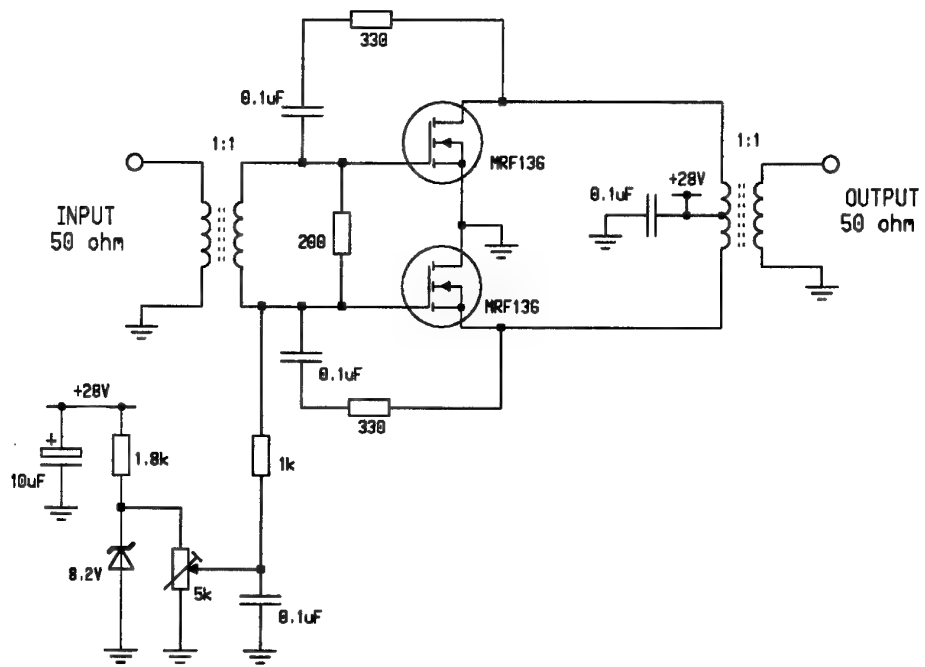 330
0.1uF
1:1
1:1
MRF136
+28V
0.1uF
INPUT
50 ohm
OUTPUT
50 ohm
200
MRF136
0.1uF
330
+28V
+
1.8k
1k
10uF
8.2V
5k
0.1uF